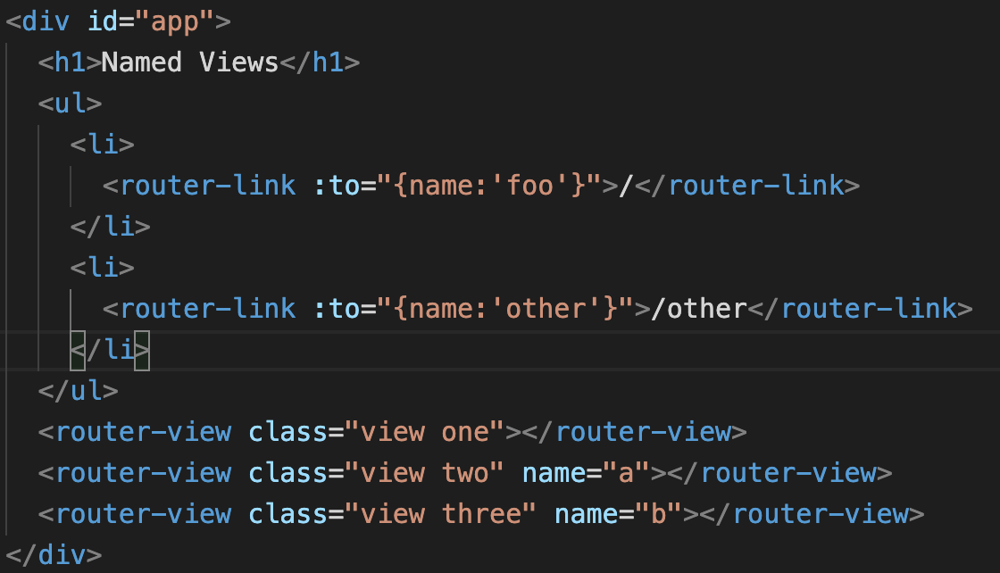 <div id="app">
  <h1>Named Views</h1>
  <ul>
    <li>
      <router-link :to="{name:'foo'}">/</router-link>
    </li>
    <li>
      <router-link :to="{name:'other'}">/other</router-link>
    </li>
  </ul>
  <router-view class="view one"></router-view>
  <router-view class="view two" name="a"></router-view>
  <router-view class="view three" name="b"></router-view>
</div>